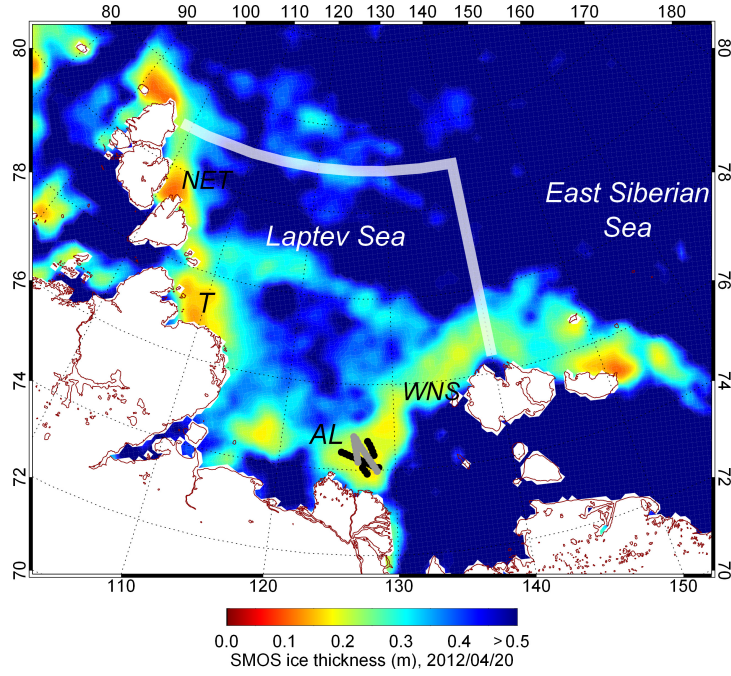 80 90 100 110 120 130 140 150 160 170 180
80 80
78 78
NET
East Siberian
Sea
Laptev Sea
76 76
T
74 74
WNS
AL
72 72
70 70
110 120 130 140 150
0.0 0.1 0.2 0.3 0.4 >0.5
SMOS ice thickness (m), 2012/04/20